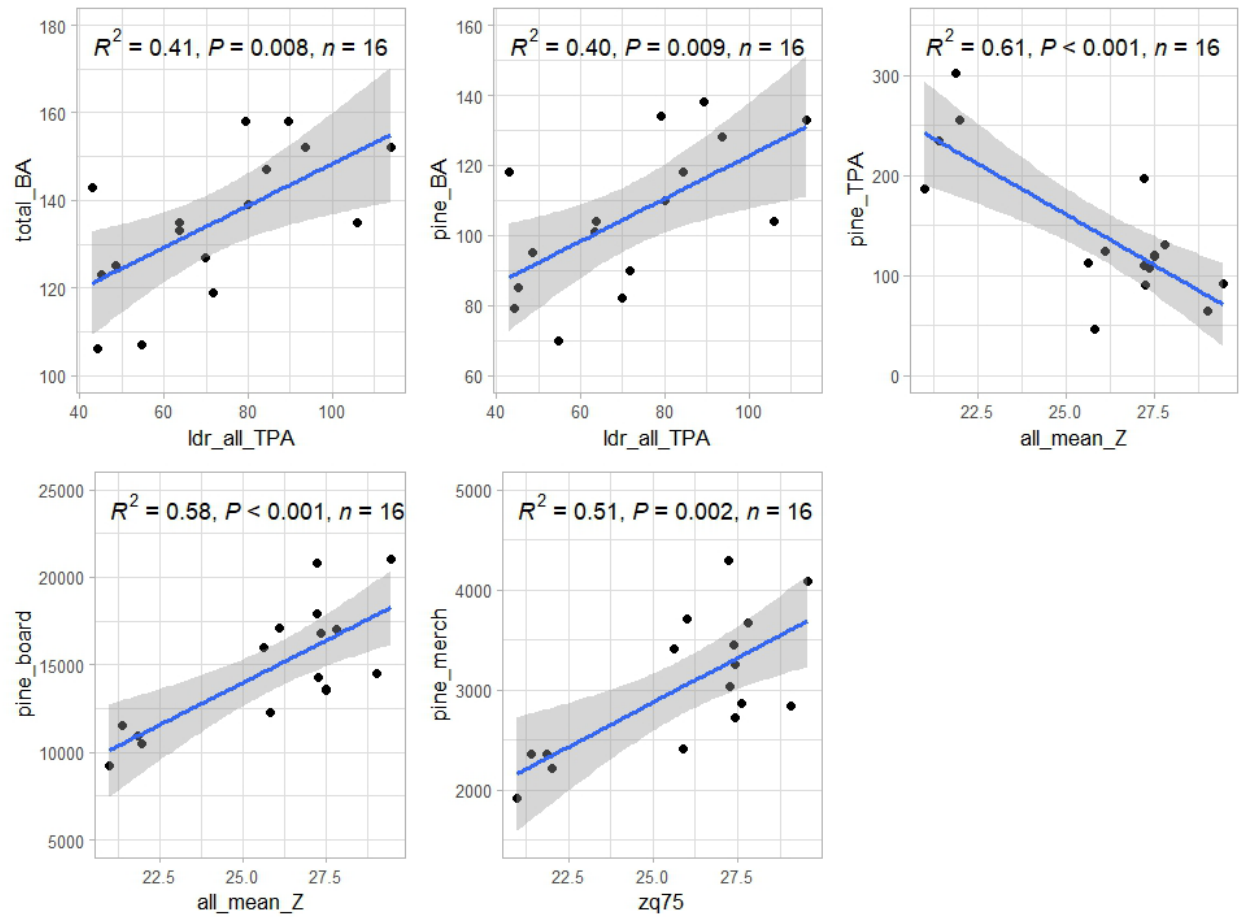 R² = 0.41, P = 0.008, n = 16
180
160
140
120
100
total_BA
40 60 80 100
ldr_all_TPA
R² = 0.40, P = 0.009, n = 16
160
140
120
100
80
60
pine_BA
40 60 80 100
ldr_all_TPA
R² = 0.61, P < 0.001, n = 16
300
200
100
0
pine_TPA
22.5 25.0 27.5
all_mean_Z
R² = 0.58, P < 0.001, n = 16
25000
20000
15000
10000
5000
pine_board
22.5 25.0 27.5
all_mean_Z
R² = 0.51, P = 0.002, n = 16
5000
4000
3000
2000
pine_merch
22.5 25.0 27.5
zq75